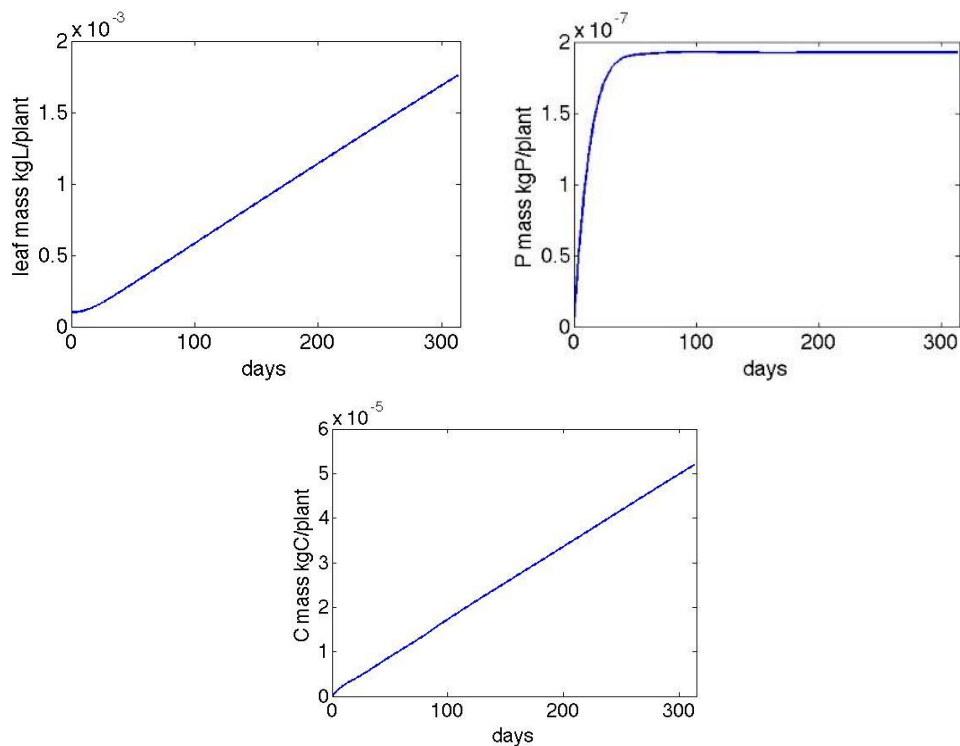 x 10-3
2
1.5
1
0.5
0
0 100 200 300
days
leaf mass kgL/plant
x 10-7
2
1.5
1
0.5
0
0 100 200 300
days
P mass kgP/plant
x 10-5
6
5
4
3
2
1
0
0 100 200 300
days
C mass kgC/plant